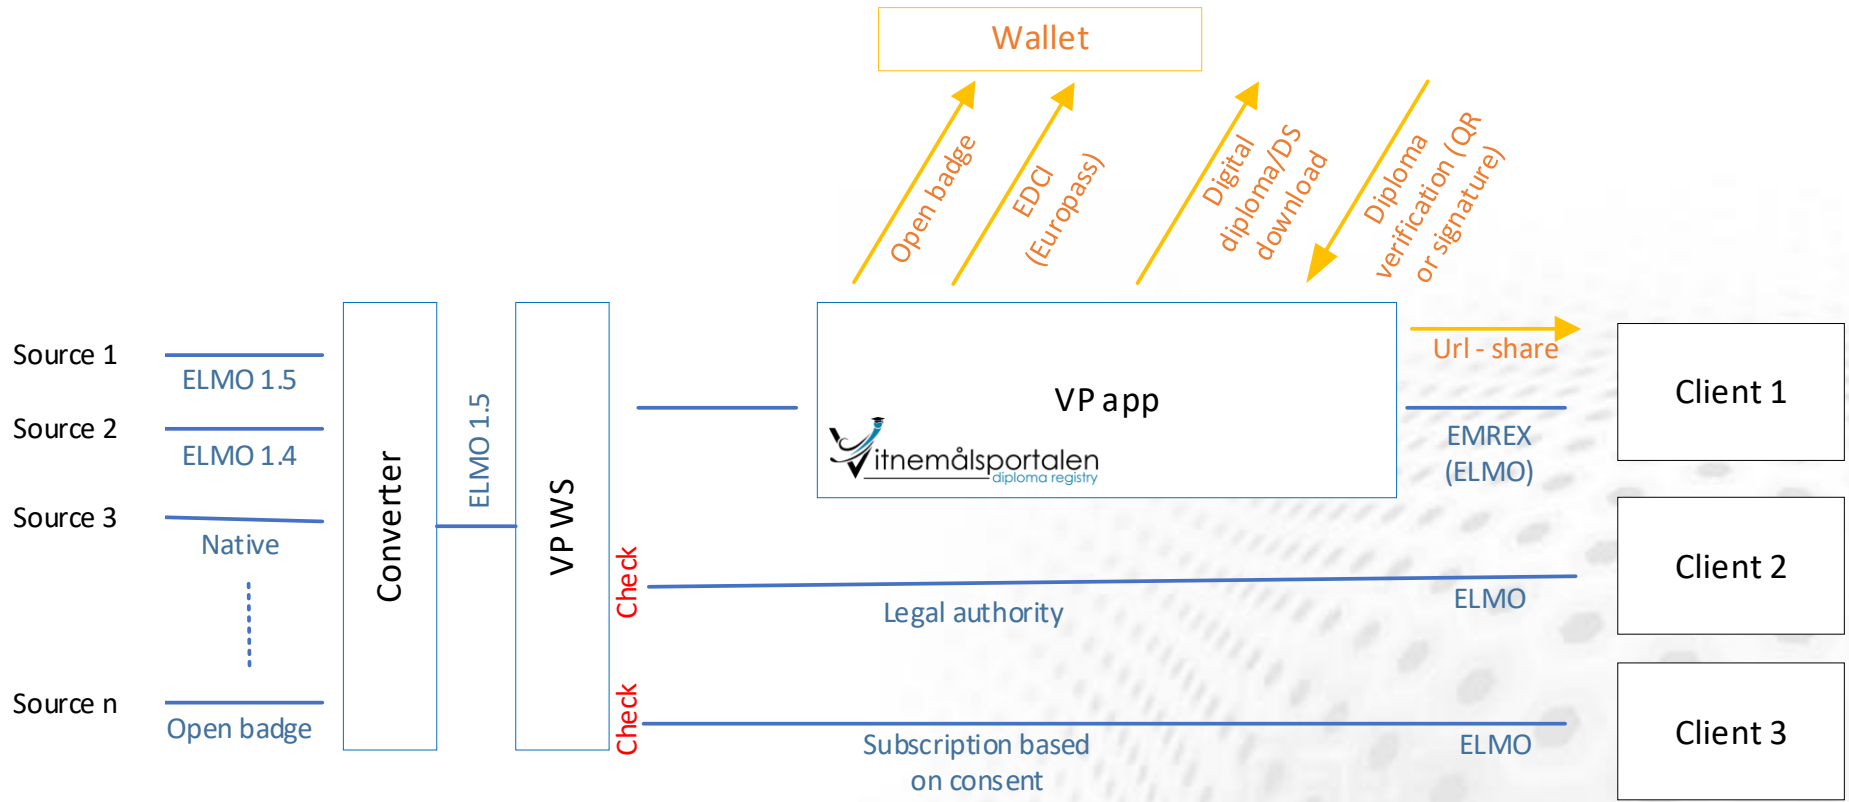 Wallet
Open badge
EDCI
(Europass)
Digital
diploma/DS
download
Diploma
verification (QR
or signature)
Source 1
ELMO 1.5
Source 2
ELMO 1.4
Source 3
Native
Source n
Open badge
Converter
ELMO 1.5
VP WS
VP app
Vitnemålsportalen
diploma registry
Url - share
EMREX
(ELMO)
Client 1
Check
Legal authority
ELMO
Client 2
Check
Subscription based
on consent
ELMO
Client 3